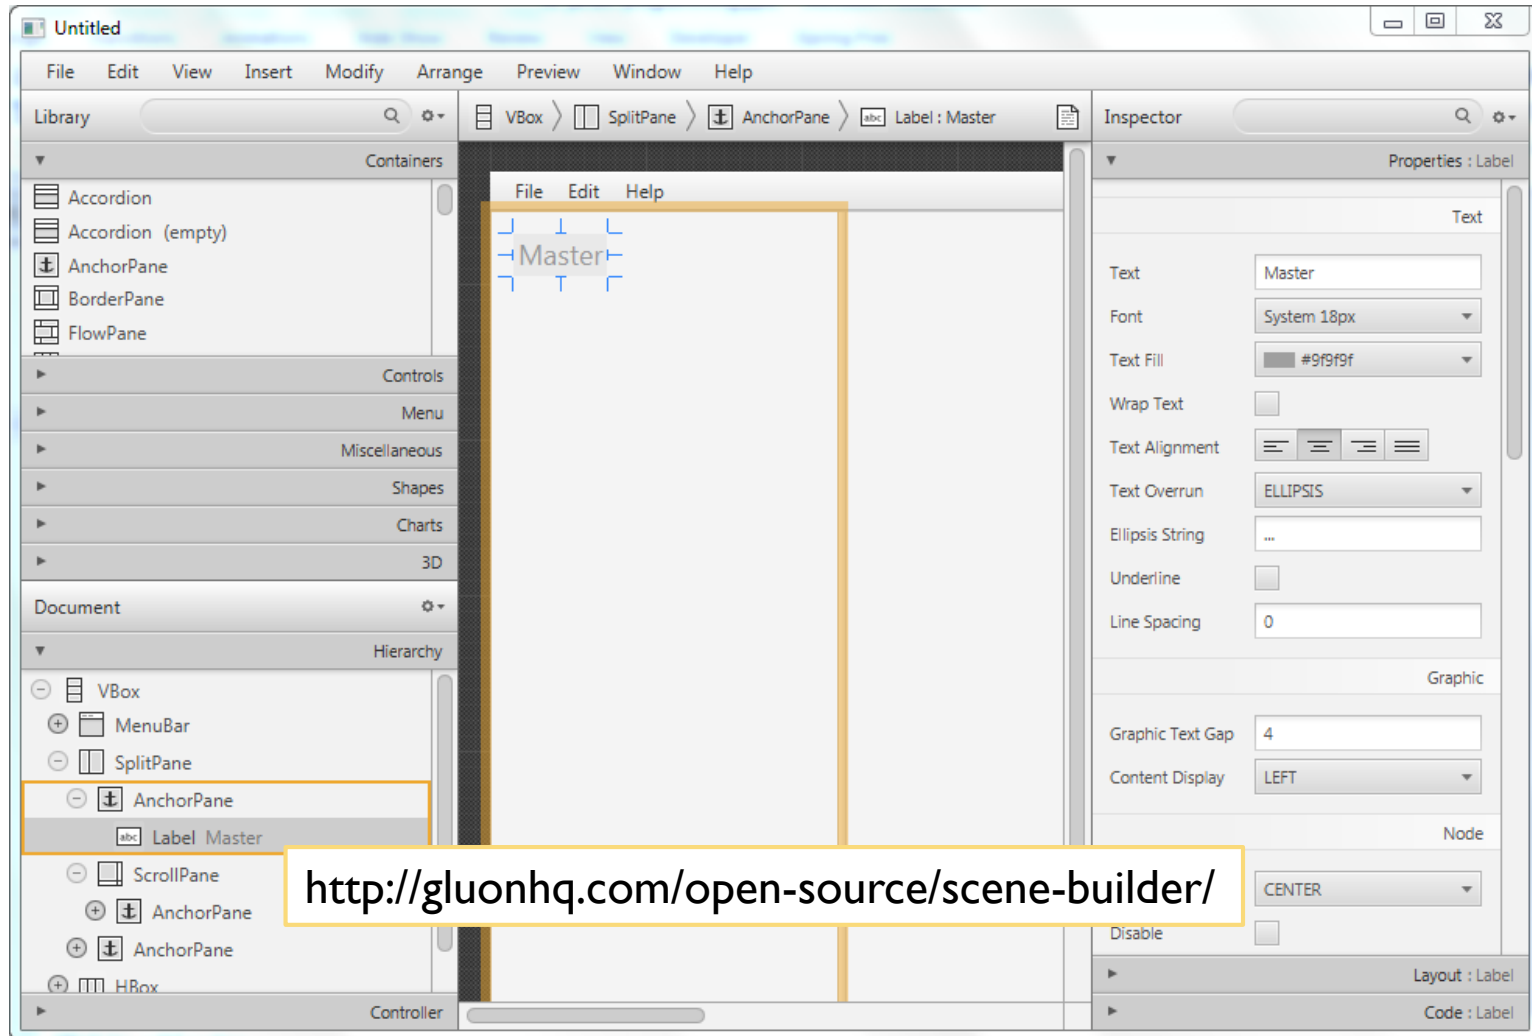 Untitled
File Edit View Insert Modify Arrange Preview Window Help
Library
Containers
Accordion
Accordion (empty)
AnchorPane
BorderPane
FlowPane
Controls
Menu
Miscellaneous
Shapes
Charts
3D
Document
Hierarchy
VBox
MenuBar
SplitPane
AnchorPane
abc Label Master
ScrollPane
AnchorPane
AnchorPane
HBox
Controller
VBox SplitPane AnchorPane abc Label : Master
File Edit Help
Master
http://gluonhq.com/open-source/scene-builder/
Inspector
Properties : Label
Text
Text Master
Font System 18px
Text Fill #9f9f9f
Wrap Text
Text Alignment
Text Overrun ELLIPSIS
Ellipsis String ...
Underline
Line Spacing 0
Graphic
Graphic Text Gap 4
Content Display LEFT
Node
CENTER
Disable
Layout : Label
Code : Label